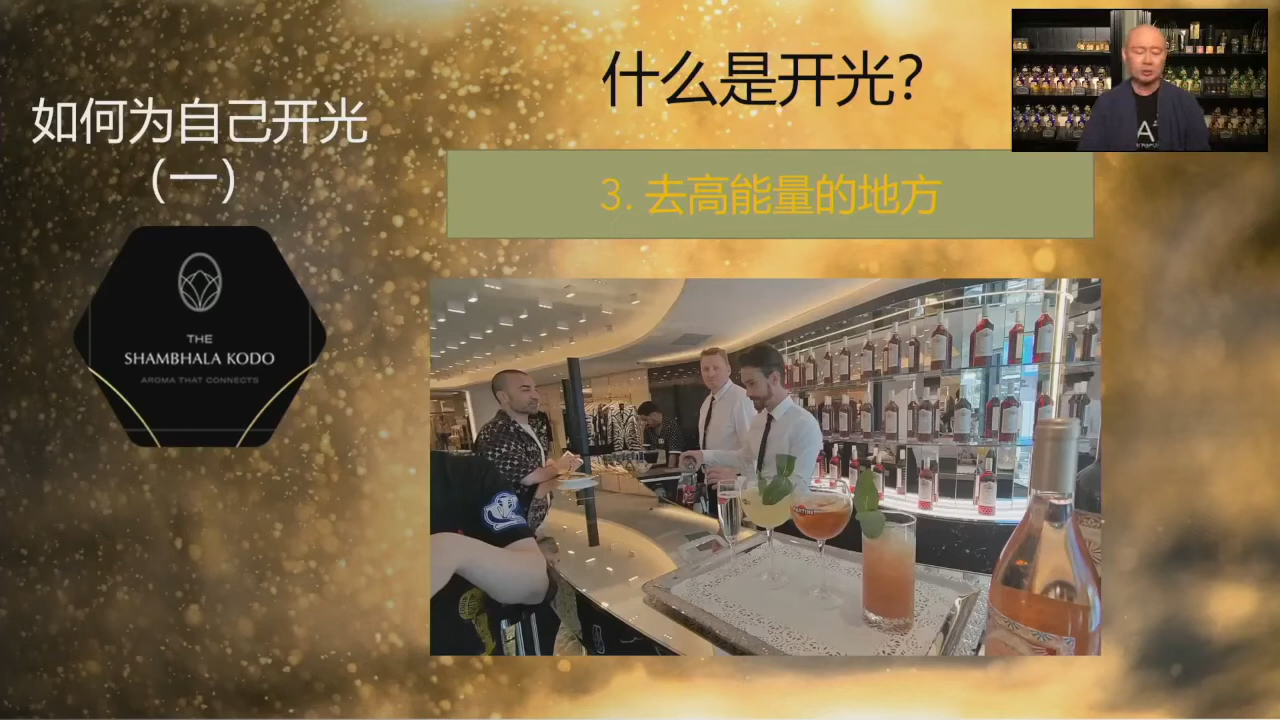 如何为自己开光
(一)
THE
SHAMBHALA KODO
AROMA THAT CONNECTS
什么是开光？
3. 去高能量的地方
MARTINI